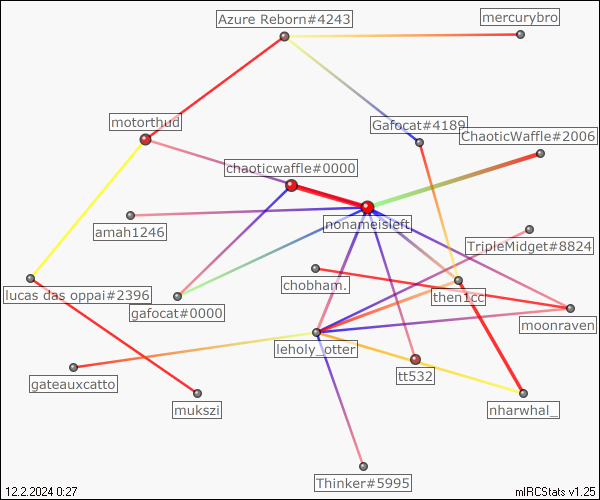 Azure Reborn#4243
mercurybro
motorthud
Gafocat#4189
ChaoticWaffle#2006
chaoticwaffle#0000
nonameisleft
amah1246
TripleMidget#8824
chobham.
lucas das oppai#2396
gafocat#0000
then1cc
moonraven
leholy_otter
gateauxcatto
tt532
mukszi
nharwhal_
Thinker#5995
12.2.2024 0:27
mIRCStats v1.25